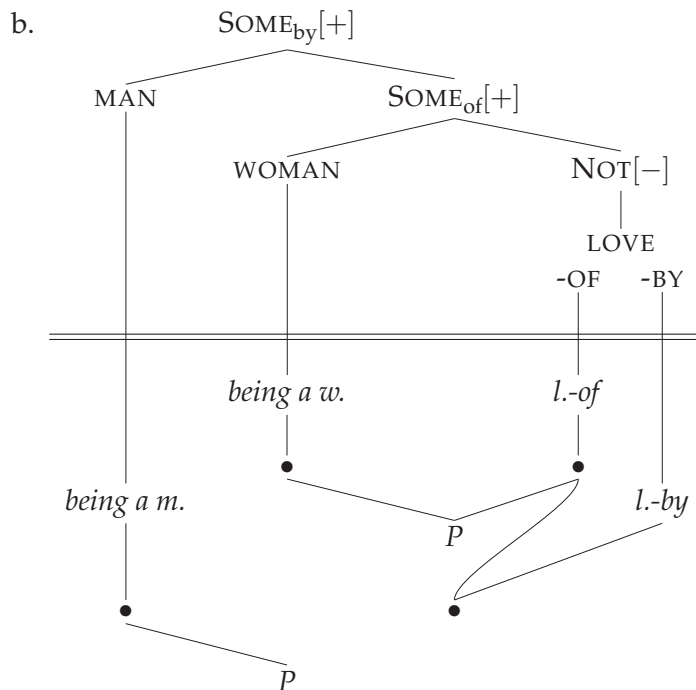 b.
SOME_by[+]
MAN SOME_of[+]
WOMAN NOT[−]
LOVE
-OF -BY
being a w. l.-of
being a m. l.-by
P
P